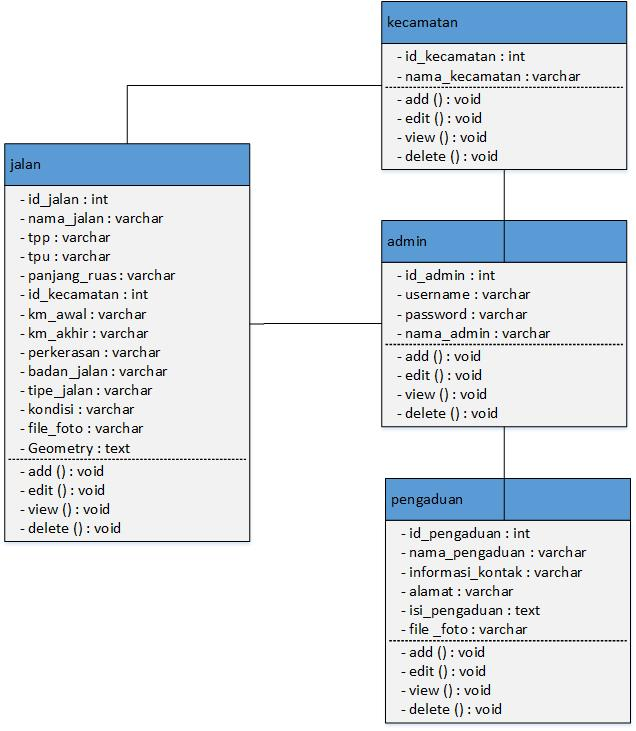 kecamatan
- id_kecamatan : int
- nama_kecamatan : varchar
- add () : void
- edit () : void
- view () : void
- delete () : void
jalan
- id_jalan : int
- nama_jalan : varchar
- tpp : varchar
- tpu : varchar
- panjang_ruas : varchar
- id_kecamatan : int
- km_awal : varchar
- km_akhir : varchar
- perkerasan : varchar
- badan_jalan : varchar
- tipe_jalan : varchar
- kondisi : varchar
- file_foto : varchar
- Geometry : text
- add () : void
- edit () : void
- view () : void
- delete () : void
admin
- id_admin : int
- username : varchar
- password : varchar
- nama_admin : varchar
- add () : void
- edit () : void
- view () : void
- delete () : void
pengaduan
- id_pengaduan : int
- nama_pengaduan : varchar
- informasi_kontak : varchar
- alamat : varchar
- isi_pengaduan : text
- file _foto : varchar
- add () : void
- edit () : void
- view () : void
- delete () : void